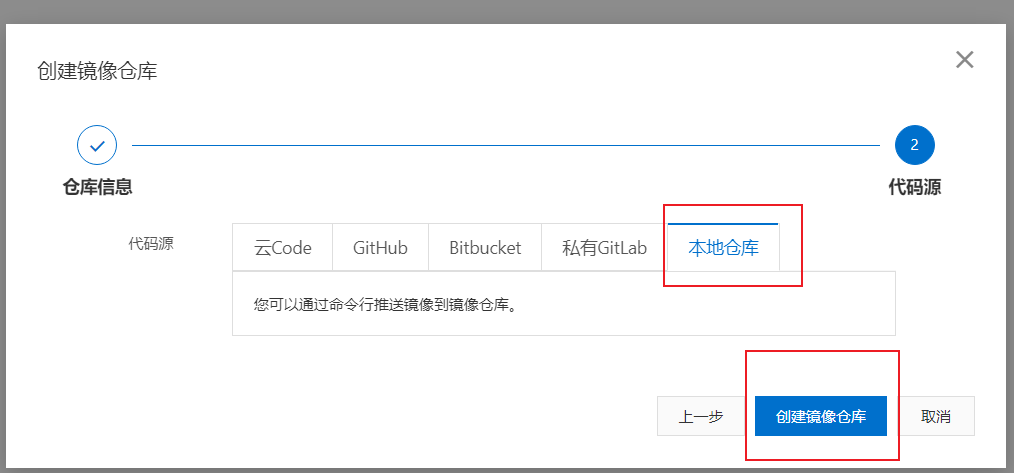 创建镜像仓库
2
仓库信息 代码源
代码源 云Code GitHub Bitbucket 私有GitLab 本地仓库
您可以通过命令行推送镜像到镜像仓库。
上一步 创建镜像仓库 取消